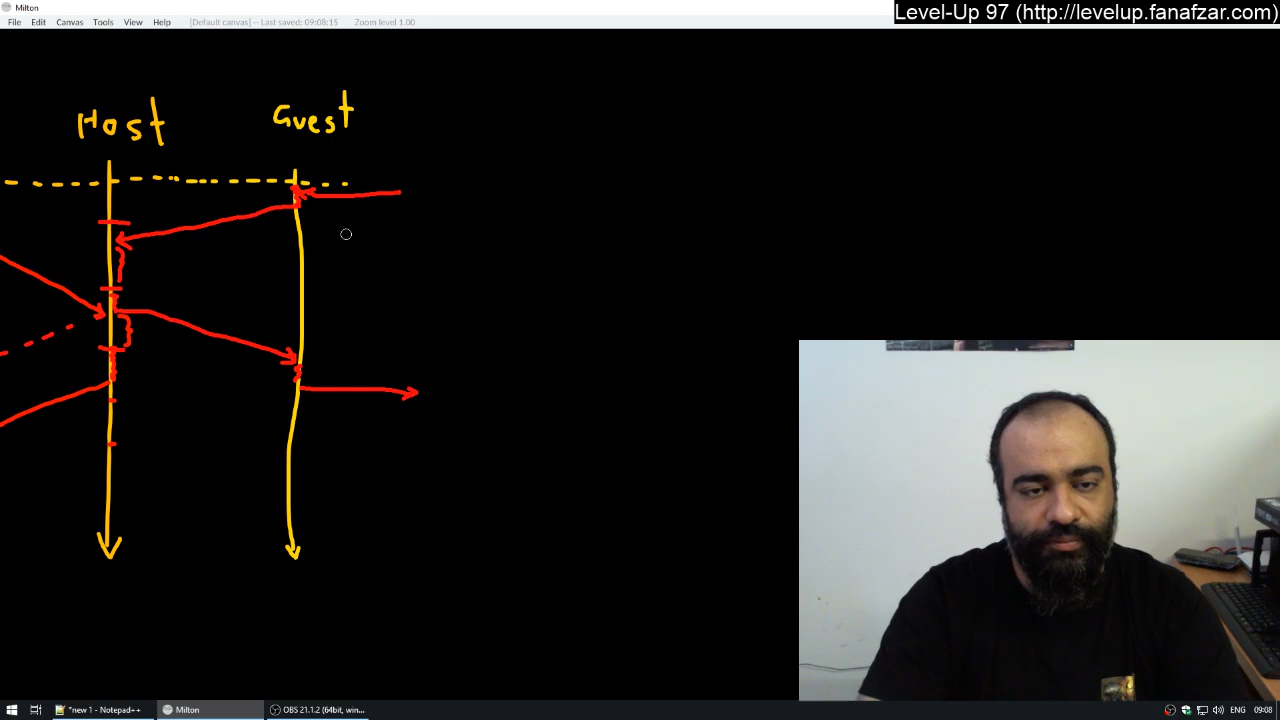 Milton
Level-Up 97 (http://levelup.fanafzar.com)
File Edit Canvas Tools View Help [Default canvas] -- Last saved: 09:08:15 Zoom level 1.00
Host Guest
*new 1 - Notepad++ Milton OBS 21.1.2 (64bit, win... ENG 09:08